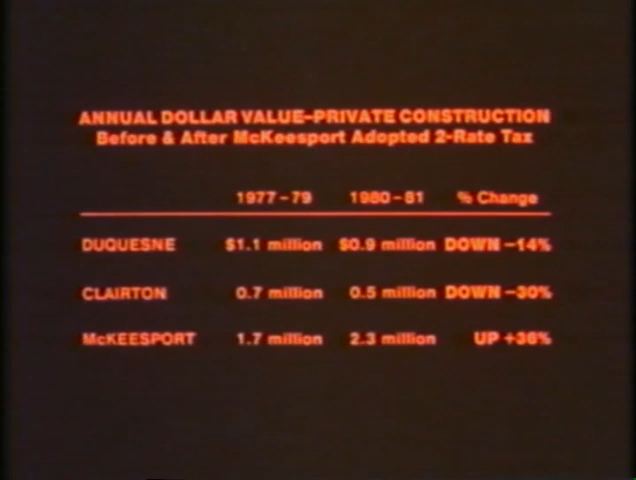 ANNUAL DOLLAR VALUE–PRIVATE CONSTRUCTION
Before & After McKeesport Adopted 2-Rate Tax
1977–79 1980–81 % Change
DUQUESNE $1.1 million $0.9 million DOWN –14%
CLAIRTON 0.7 million 0.5 million DOWN –30%
McKEESPORT 1.7 million 2.3 million UP +36%